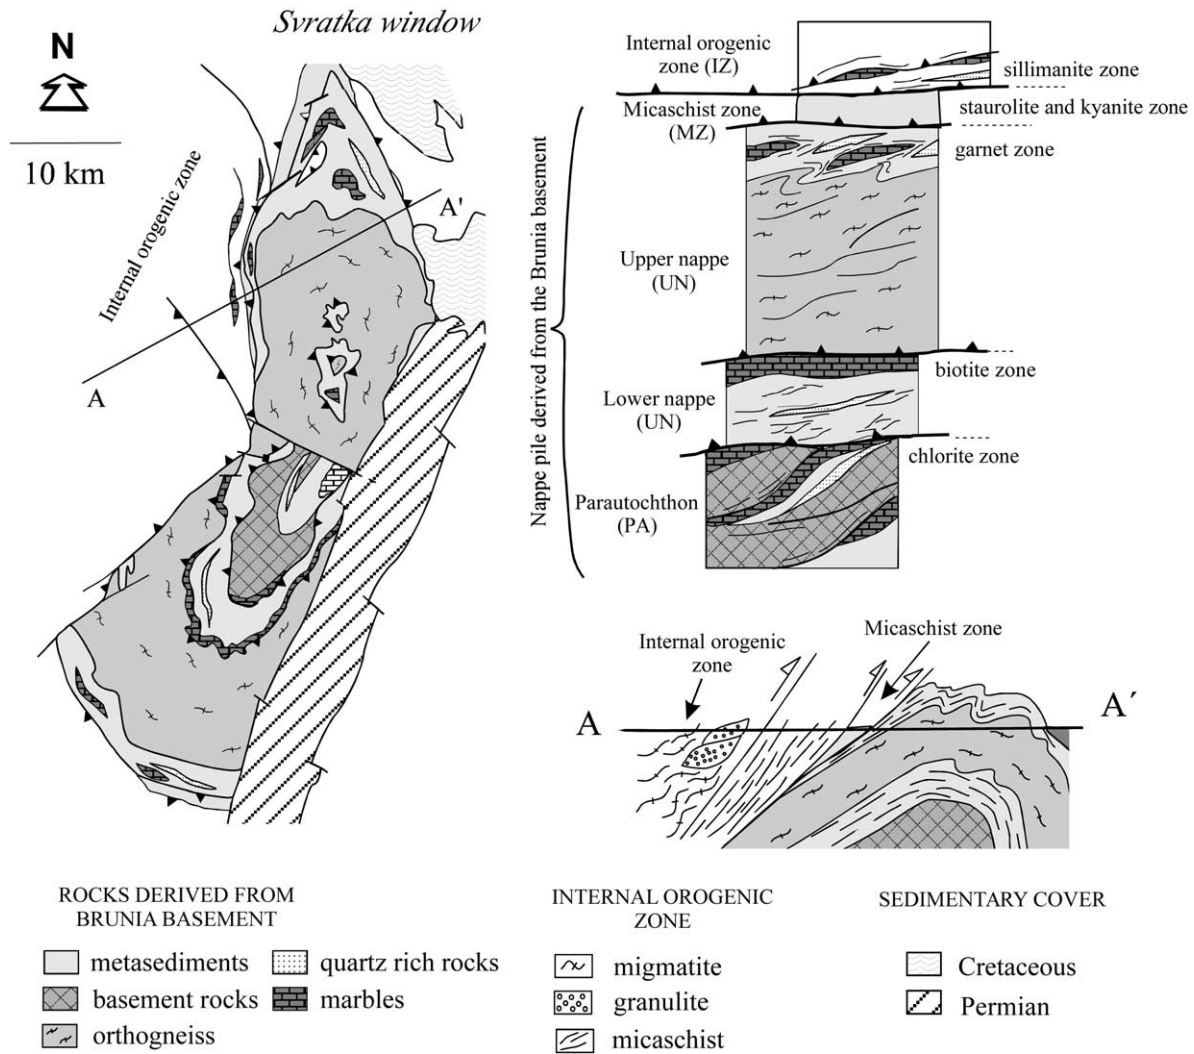 Svratka window
N
10 km
Internal orogenic zone
A
A'
Nappe pile derived from the Brunia basement
Internal orogenic
zone (IZ)
sillimanite zone
Micaschist zone
(MZ)
staurolite and kyanite zone
garnet zone
Upper nappe
(UN)
biotite zone
Lower nappe
(UN)
chlorite zone
Parautochthon
(PA)
Internal orogenic
zone
Micaschist zone
A
A´
ROCKS DERIVED FROM
BRUNIA BASEMENT
metasediments
quartz rich rocks
basement rocks
marbles
orthogneiss
INTERNAL OROGENIC
ZONE
migmatite
granulite
micaschist
SEDIMENTARY COVER
Cretaceous
Permian